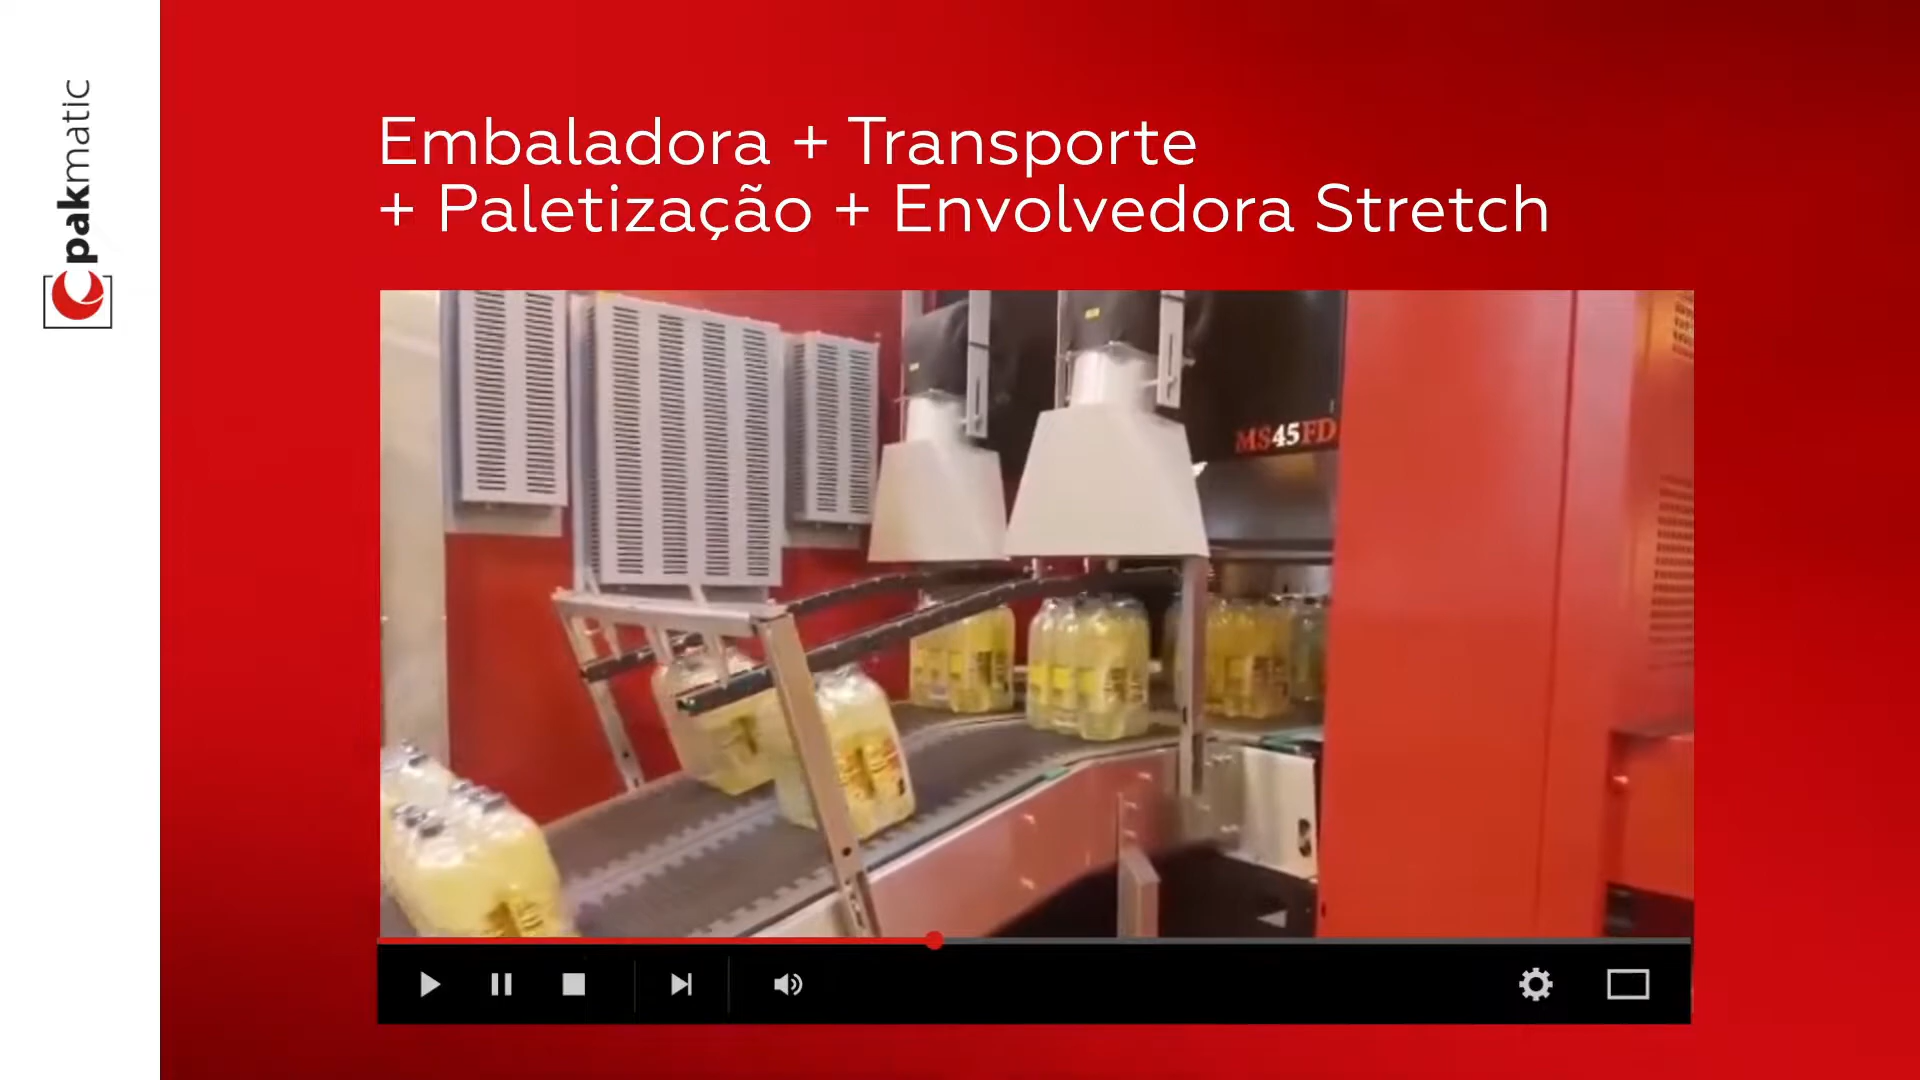 pakmatic
Embaladora + Transporte
+ Paletização + Envolvedora Stretch
MS45FD